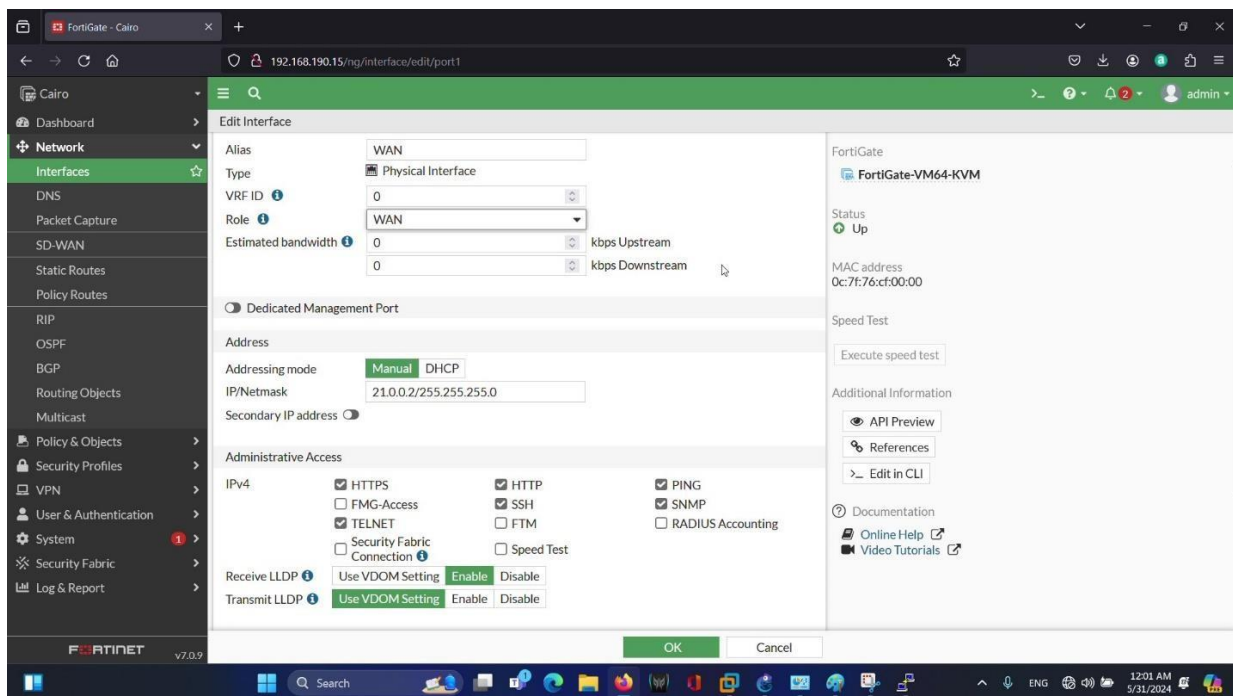 FortiGate - Cairo
192.168.190.15/ng/interface/edit/port1
Cairo
2
admin
Dashboard
Edit Interface
Network
Interfaces
DNS
Packet Capture
SD-WAN
Static Routes
Policy Routes
RIP
OSPF
BGP
Routing Objects
Multicast
Policy & Objects
Security Profiles
VPN
User & Authentication
System 1
Security Fabric
Log & Report
FORTINET v7.0.9
Alias WAN
Type Physical Interface
VRF ID 0
Role WAN
Estimated bandwidth 0 kbps Upstream
0 kbps Downstream
Dedicated Management Port
Address
Addressing mode Manual DHCP
IP/Netmask 21.0.0.2/255.255.255.0
Secondary IP address
Administrative Access
IPv4 HTTPS HTTP PING
FMG-Access SSH SNMP
TELNET FTM RADIUS Accounting
Security Fabric Connection Speed Test
Receive LLDP Use VDOM Setting Enable Disable
Transmit LLDP Use VDOM Setting Enable Disable
OK Cancel
FortiGate
FortiGate-VM64-KVM
Status
Up
MAC address
0c:7f:76:cf:00:00
Speed Test
Execute speed test
Additional Information
API Preview
References
>_ Edit in CLI
Documentation
Online Help
Video Tutorials
Search
ENG
12:01 AM
5/31/2024